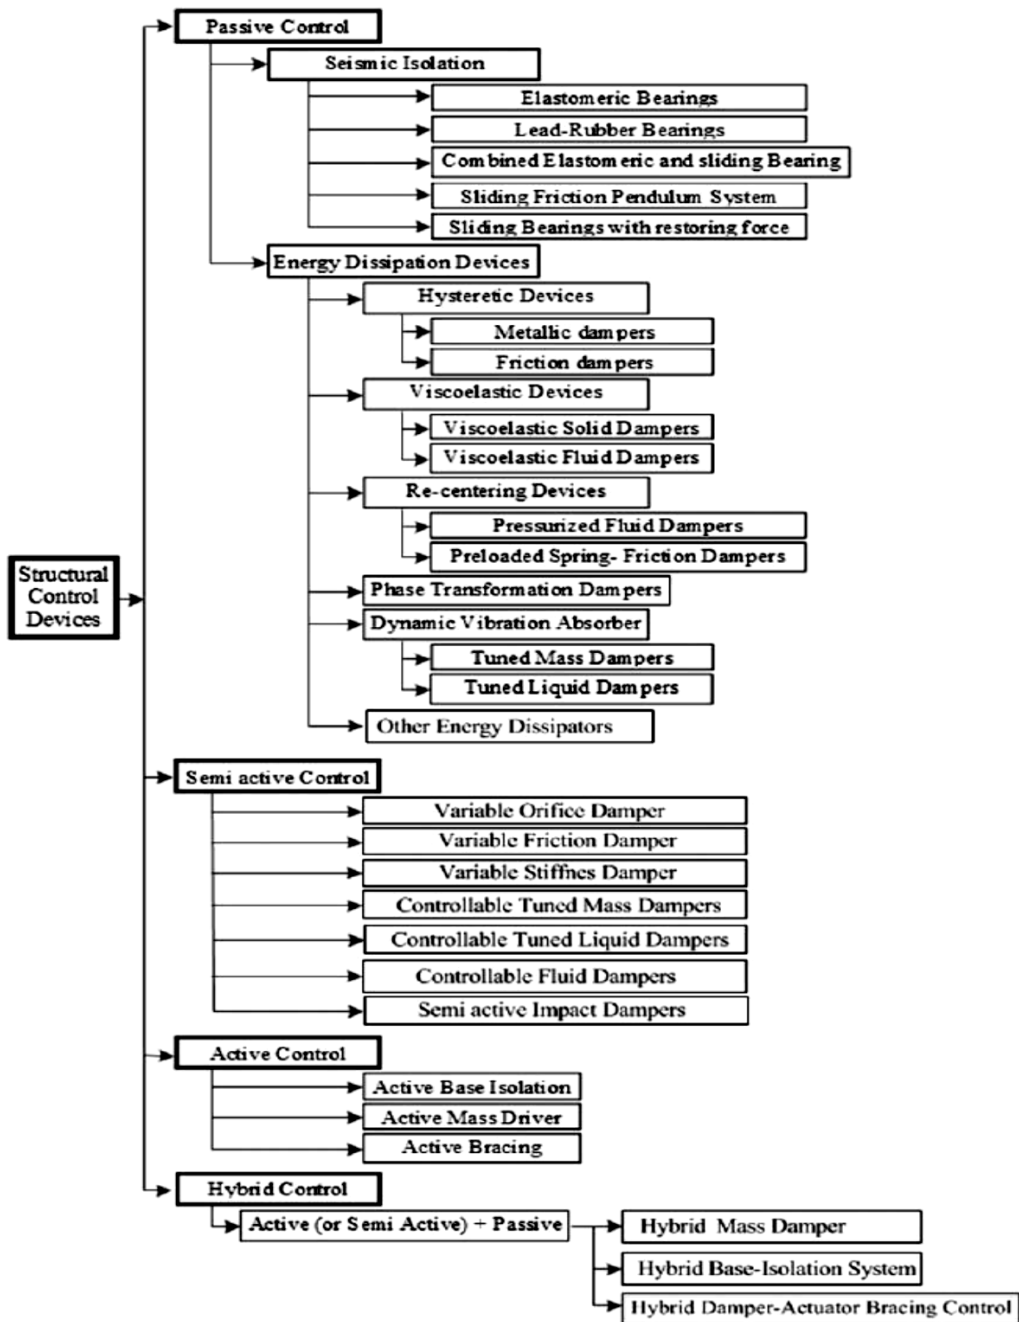 Passive Control
Seismic Isolation
Elastomeric Bearings
Lead-Rubber Bearings
Combined Elastomeric and sliding Bearing
Sliding Friction Pendulum System
Sliding Bearings with restoring force
Energy Dissipation Devices
Hysteretic Devices
Metallic dampers
Friction dampers
Viscoelastic Devices
Viscoelastic Solid Dampers
Viscoelastic Fluid Dampers
Re-centering Devices
Pressurized Fluid Dampers
Preloaded Spring- Friction Dampers
Structural
Control
Devices
Phase Transformation Dampers
Dynamic Vibration Absorber
Tuned Mass Dampers
Tuned Liquid Dampers
Other Energy Dissipators
Semi active Control
Variable Orifice Damper
Variable Friction Damper
Variable Stiffnes Damper
Controllable Tuned Mass Dampers
Controllable Tuned Liquid Dampers
Controllable Fluid Dampers
Semi active Impact Dampers
Active Control
Active Base Isolation
Active Mass Driver
Active Bracing
Hybrid Control
Active (or Semi Active) + Passive
Hybrid Mass Damper
Hybrid Base-Isolation System
Hybrid Damper-Actuator Bracing Control